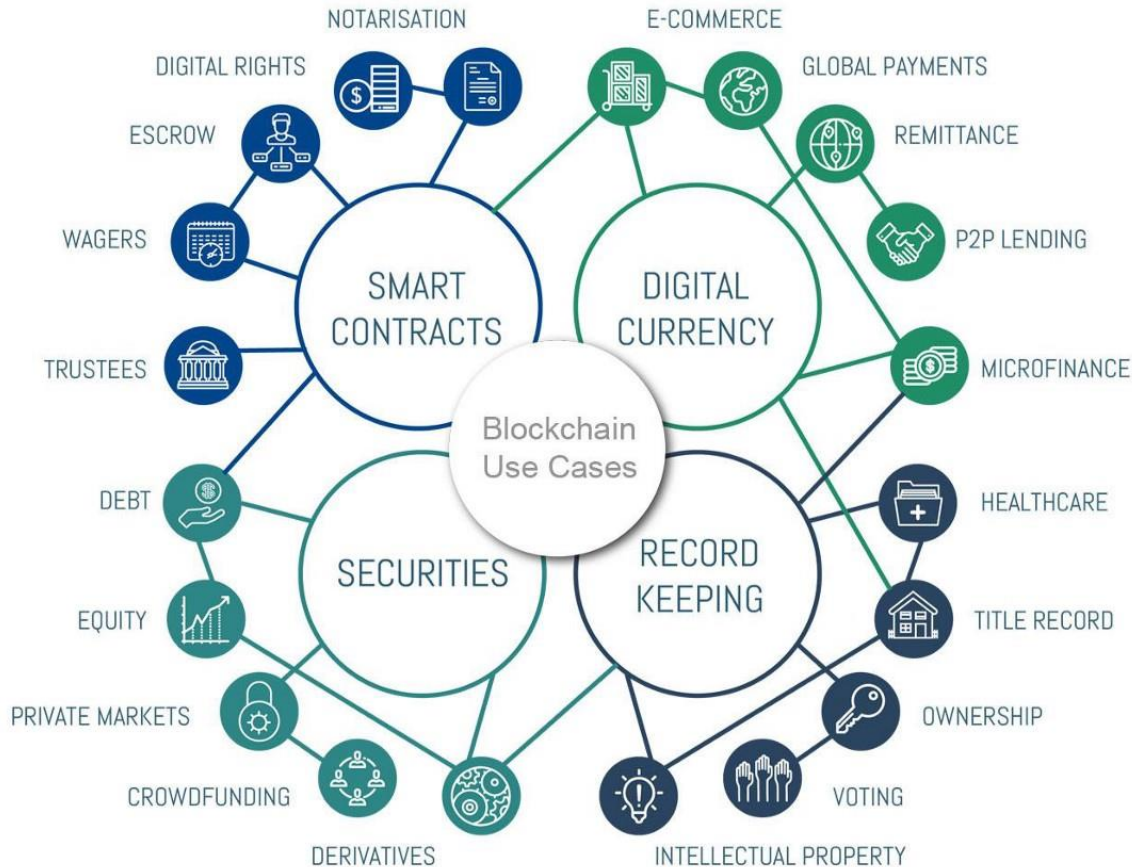 NOTARISATION
E-COMMERCE
DIGITAL RIGHTS
GLOBAL PAYMENTS
ESCROW
REMITTANCE
WAGERS
P2P LENDING
SMART
CONTRACTS
DIGITAL
CURRENCY
TRUSTEES
MICROFINANCE
Blockchain
Use Cases
DEBT
HEALTHCARE
SECURITIES
RECORD
KEEPING
EQUITY
TITLE RECORD
PRIVATE MARKETS
OWNERSHIP
CROWDFUNDING
VOTING
DERIVATIVES
INTELLECTUAL PROPERTY